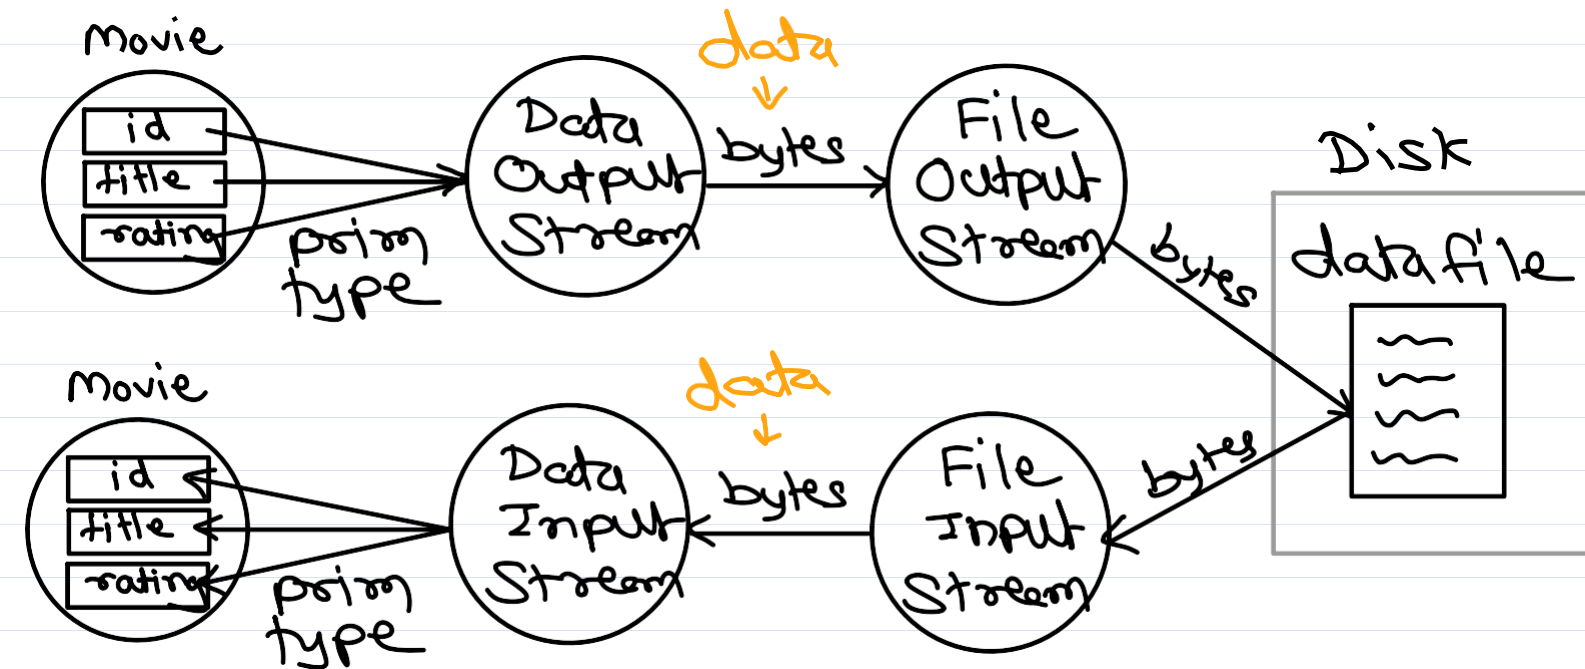 Movie
id
title
rating
prim
type
Data
Output
Stream
data
bytes
File
Output
Stream
bytes
Disk
data file
Movie
id
title
rating
prim
type
Data
Input
Stream
data
bytes
File
Input
Stream
bytes